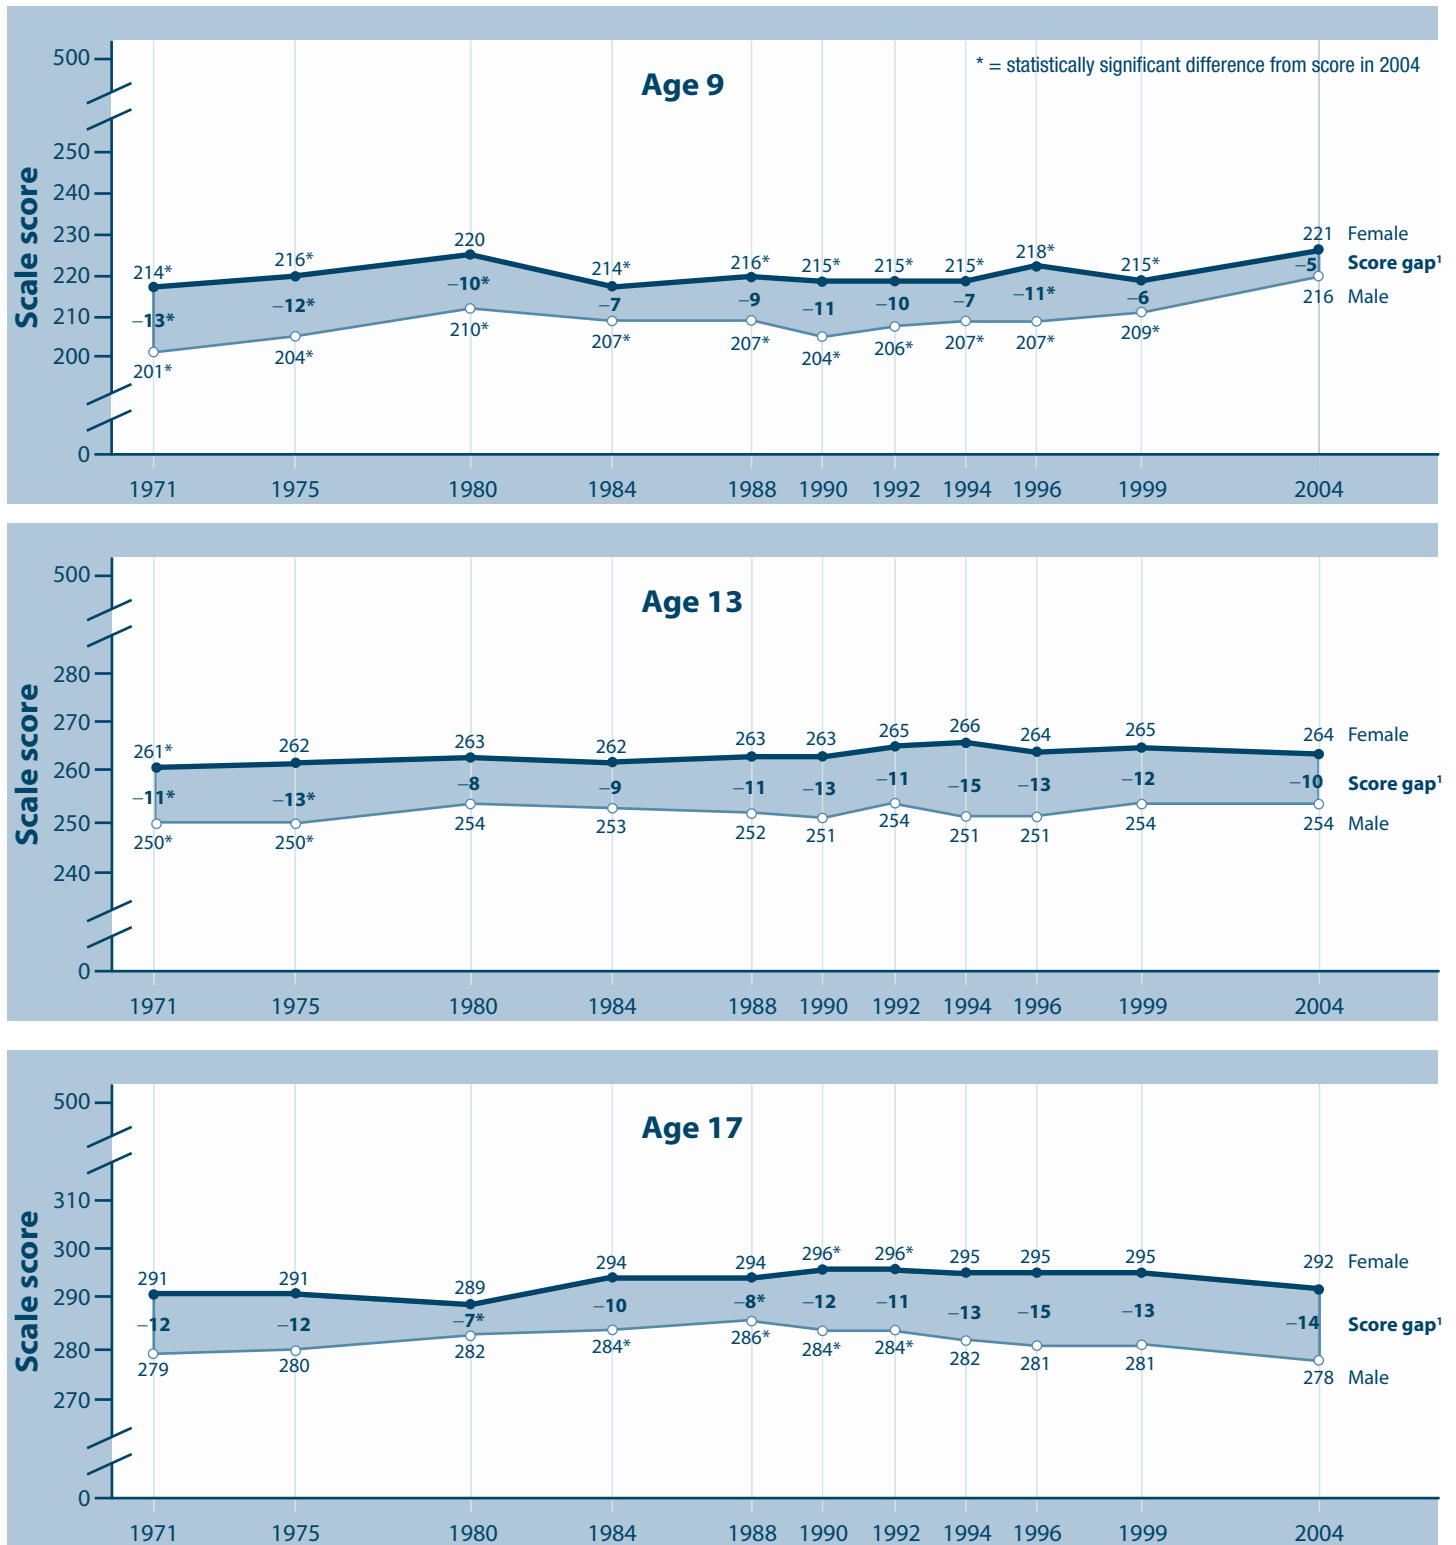 500
* = statistically significant difference from score in 2004
Age 9
Scale score
250
240
230
220
210
200
0
214* 216* 220 214* 216* 215* 215* 215* 218* 215* 221 Female
–13* –12* –10* –7 –9 –11 –10 –7 –11* –6 –5 Score gap¹
201* 204* 210* 207* 207* 204* 206* 207* 207* 209* 216 Male
1971 1975 1980 1984 1988 1990 1992 1994 1996 1999 2004
500
Age 13
Scale score
280
270
260
250
240
0
261* 262 263 262 263 263 265 266 264 265 264 Female
–11* –13* –8 –9 –11 –13 –11 –15 –13 –12 –10 Score gap¹
250* 250* 254 253 252 251 254 251 251 254 254 Male
1971 1975 1980 1984 1988 1990 1992 1994 1996 1999 2004
500
Age 17
Scale score
310
300
290
280
270
0
291 291 289 294 294 296* 296* 295 295 295 292 Female
–12 –12 –7* –10 –8* –12 –11 –13 –15 –13 –14 Score gap¹
279 280 282 284* 286* 284* 284* 282 281 281 278 Male
1971 1975 1980 1984 1988 1990 1992 1994 1996 1999 2004